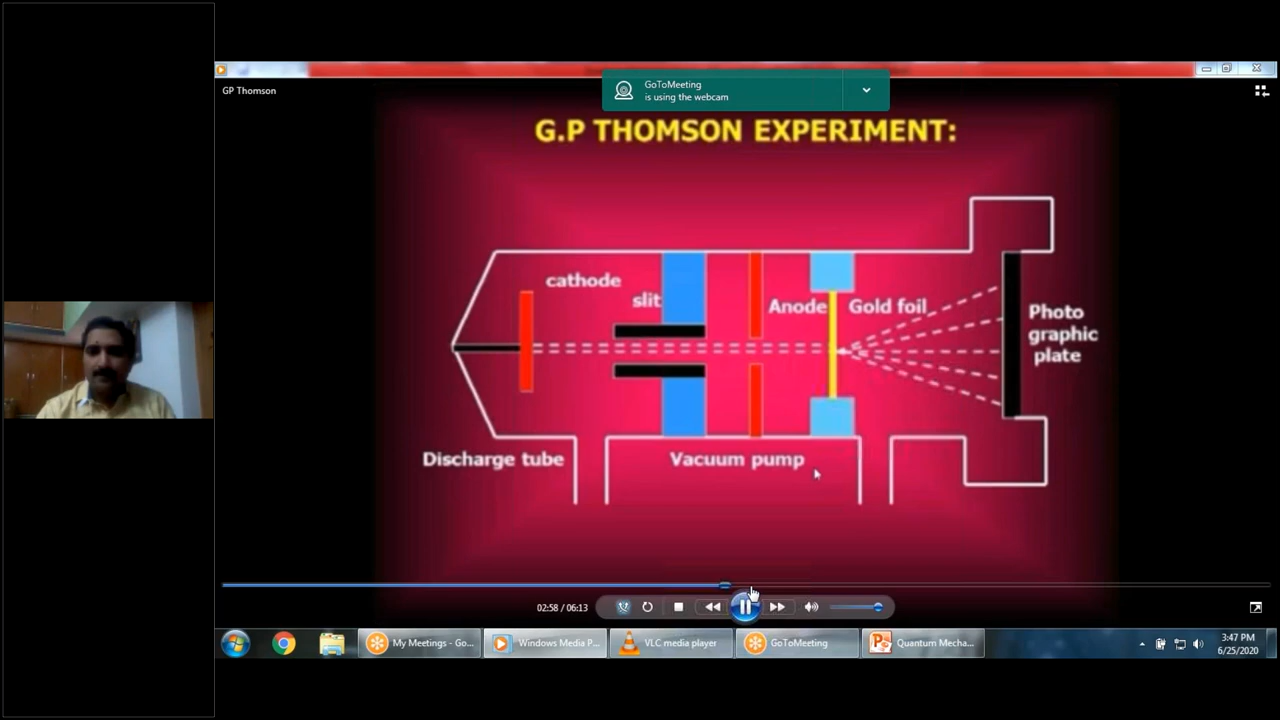 GP Thomson
GoToMeeting
is using the webcam
G.P THOMSON EXPERIMENT:
cathode
slit
Anode
Gold foil
Photo
graphic
plate
Discharge tube
Vacuum pump
02:58 / 06:13
My Meetings - Go...
Windows Media P...
VLC media player
GoToMeeting
Quantum Mecha...
3:47 PM
6/25/2020